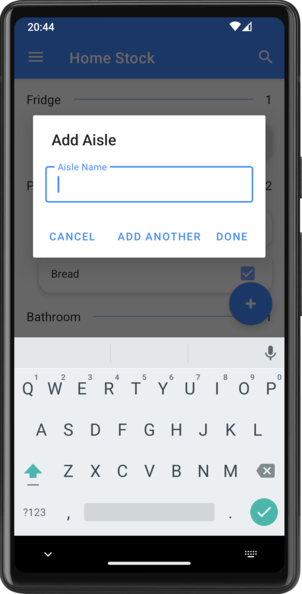 20:44
Home Stock
Fridge 1
Add Aisle
Aisle Name
P 2
CANCEL ADD ANOTHER DONE
Bread
+
Bathroom 1
1 2 3 4 5 6 7 8 9 0
Q W E R T Y U I O P
A S D F G H J K L
Z X C V B N M
?123 , .